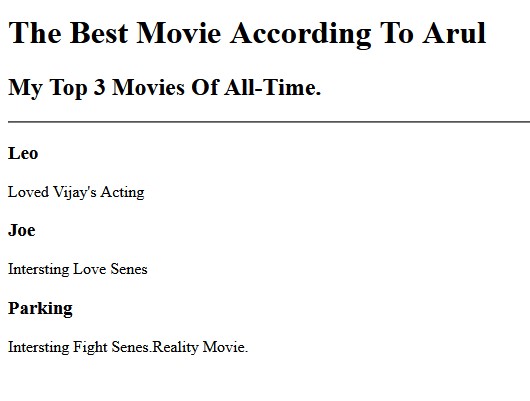 The Best Movie According To Arul
My Top 3 Movies Of All-Time.
Leo
Loved Vijay's Acting
Joe
Intersting Love Senes
Parking
Intersting Fight Senes.Reality Movie.